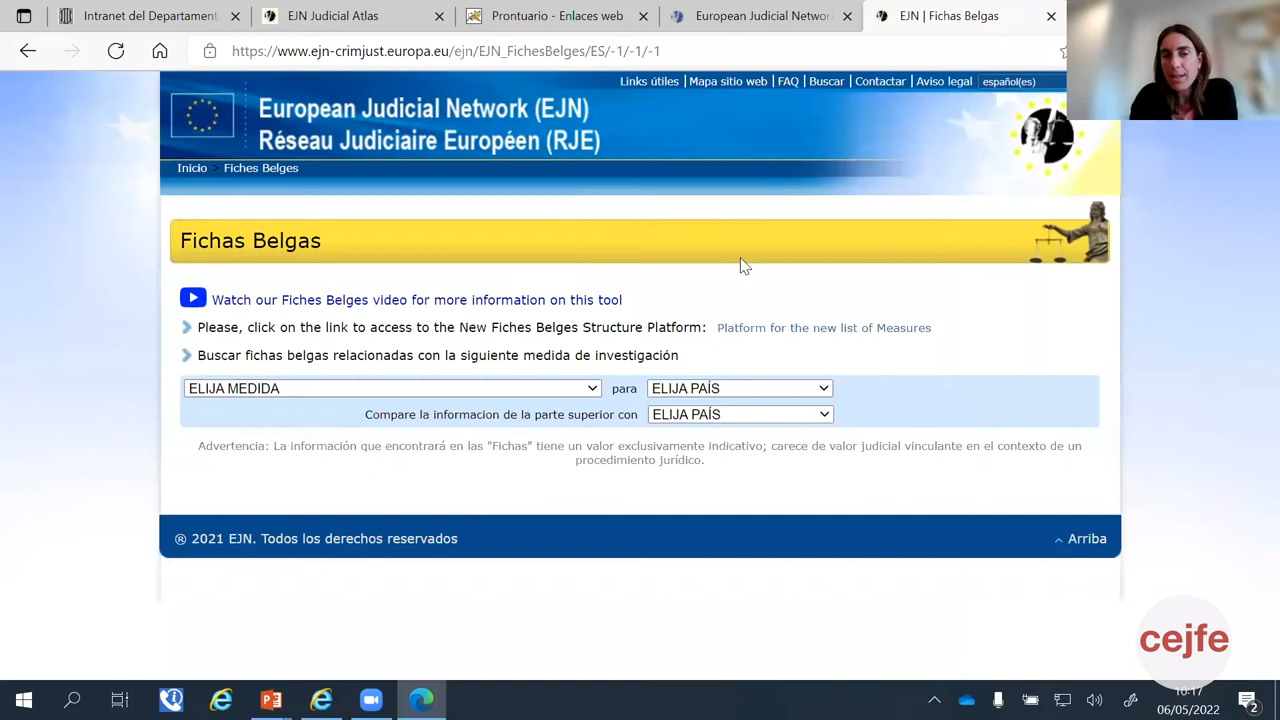 Intranet del Departament
EJN Judicial Atlas
Prontuario - Enlaces web
European Judicial Netwo
EJN | Fichas Belgas
https://www.ejn-crimjust.europa.eu/ejn/EJN_FichesBelges/ES/-1/-1/-1
Links útiles | Mapa sitio web | FAQ | Buscar | Contactar | Aviso legal | español(es)
European Judicial Network (EJN)
Réseau Judiciaire Européen (RJE)
Inicio > Fiches Belges
Fichas Belgas
Watch our Fiches Belges video for more information on this tool
Please, click on the link to access to the New Fiches Belges Structure Platform: Platform for the new list of Measures
Buscar fichas belgas relacionadas con la siguiente medida de investigación
ELIJA MEDIDA para ELIJA PAÍS
Compare la informacion de la parte superior con ELIJA PAÍS
Advertencia: La información que encontrará en las "Fichas" tiene un valor exclusivamente indicativo; carece de valor judicial vinculante en el contexto de un
procedimiento jurídico.
® 2021 EJN. Todos los derechos reservados
Arriba
cejfe
10:17
06/05/2022
2